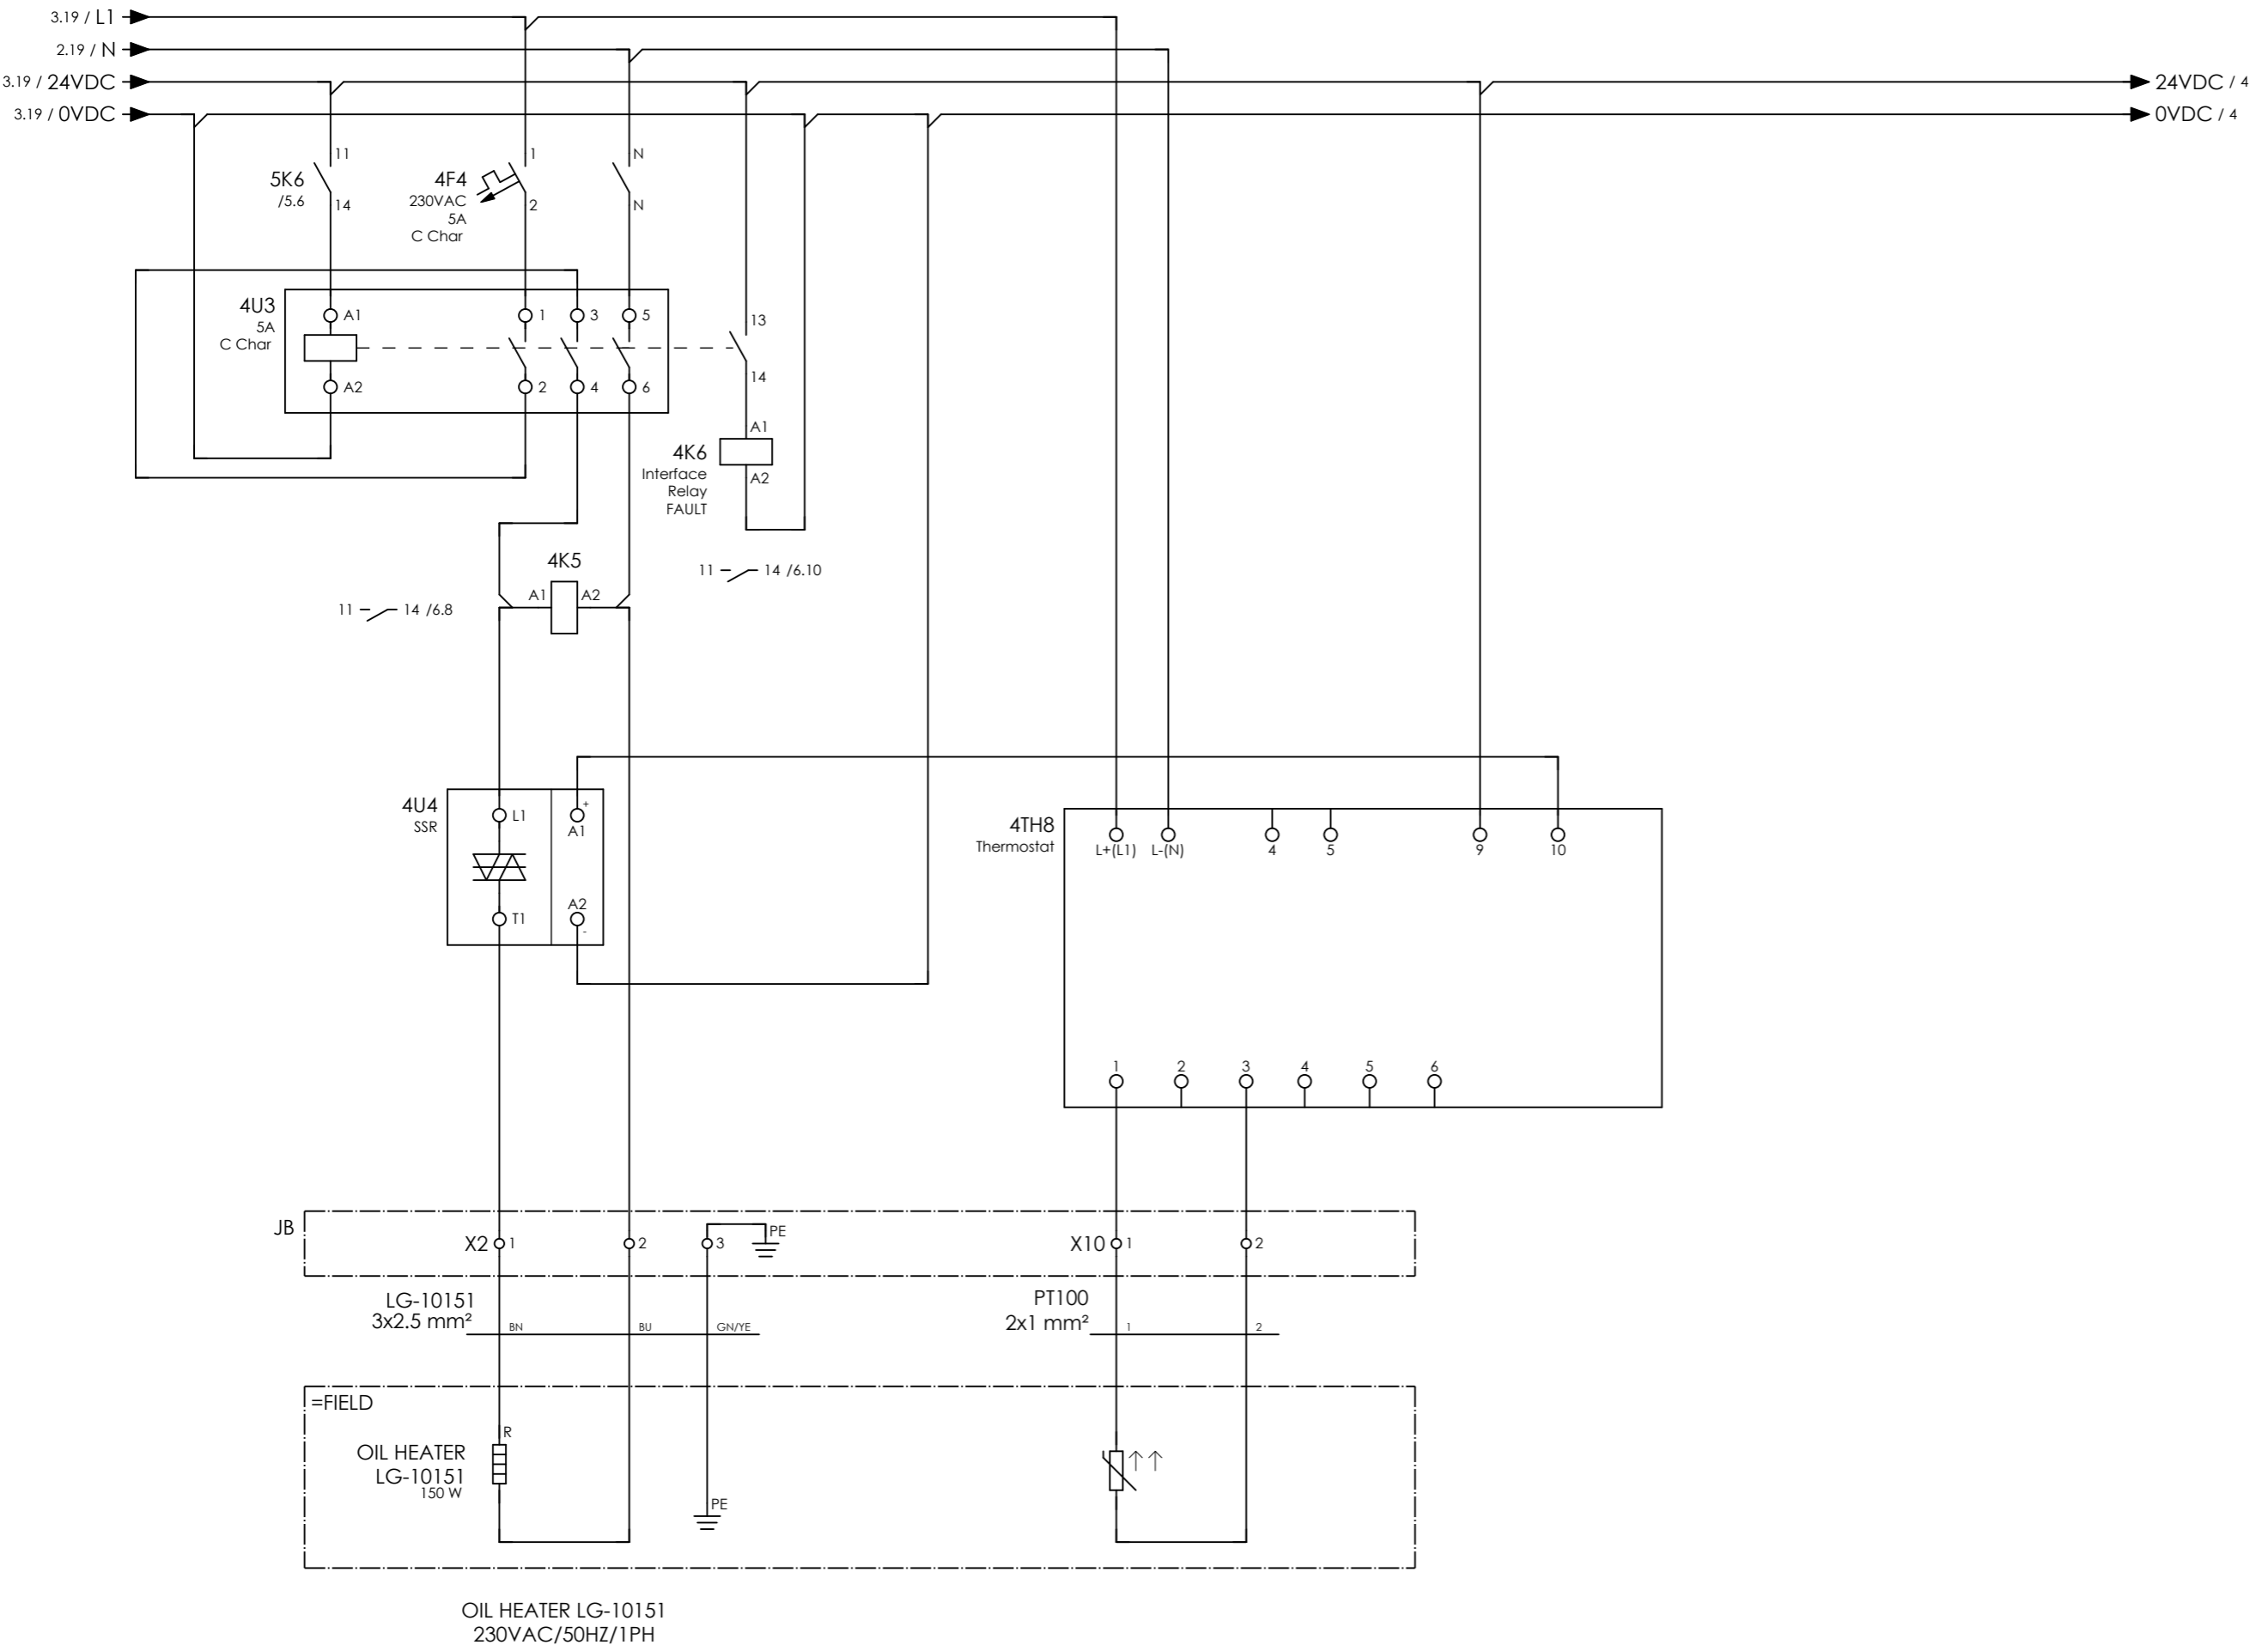 3.19 / L1
2.19 / N
3.19 / 24VDC
24VDC / 4
3.19 / 0VDC
0VDC / 4
11
1
N
5K6
/5.6
14
4F4
230VAC
5A
C Char
2
N
4U3
5A
C Char
A1
1
3
5
13
A2
2
4
6
14
A1
4K6
Interface
Relay
FAULT
A2
11
14 /6.10
4K5
A1
A2
11
14 /6.8
4U4
SSR
L1
+
A1
T1
A2
-
4TH8
Thermostat
L+(L1)
L-(N)
4
5
9
10
1
2
3
4
5
6
JB
X2
1
2
3
PE
X10
1
2
LG-10151
3x2.5 mm²
BN
BU
GN/YE
PT100
2x1 mm²
1
2
=FIELD
R
OIL HEATER
LG-10151
150 W
PE
OIL HEATER LG-10151
230VAC/50HZ/1PH